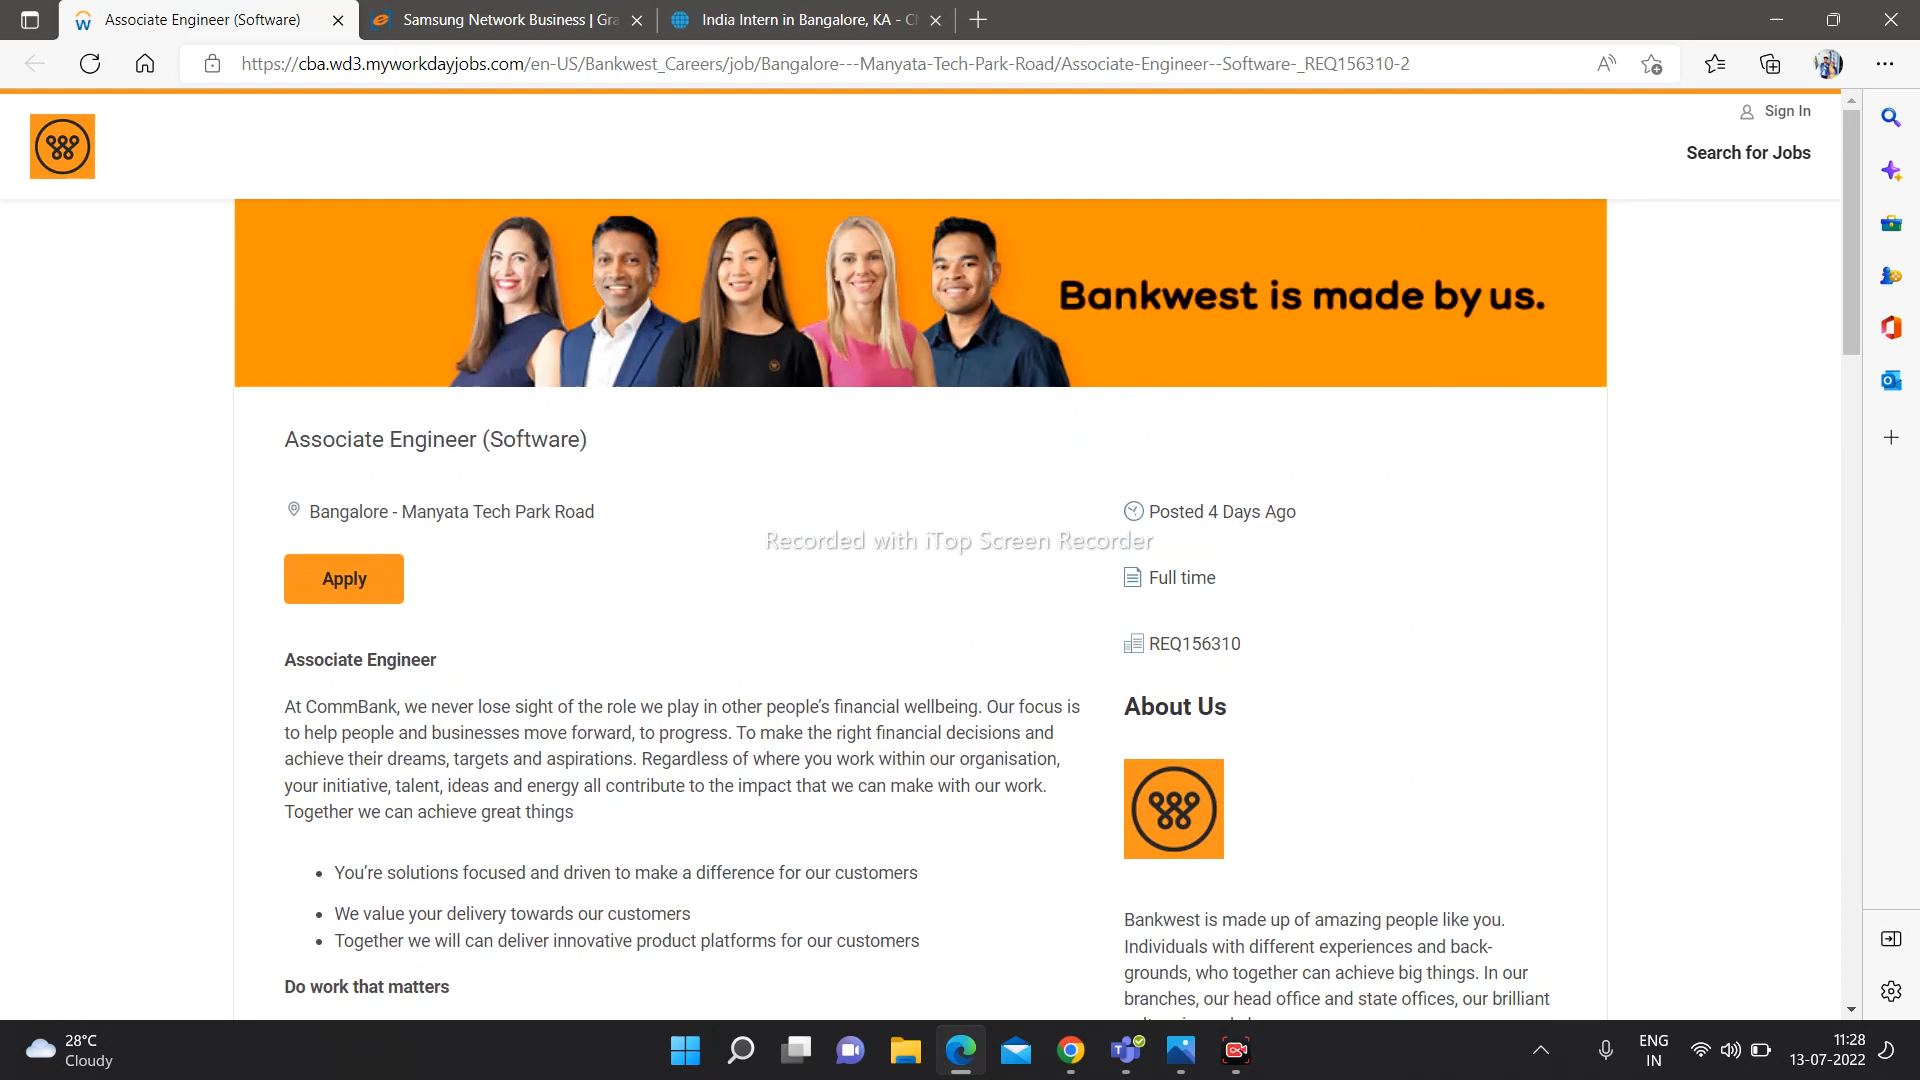 Associate Engineer (Software)
Samsung Network Business | Gra
India Intern in Bangalore, KA - Ch
https://cba.wd3.myworkdayjobs.com/en-US/Bankwest_Careers/job/Bangalore---Manyata-Tech-Park-Road/Associate-Engineer--Software-_REQ156310-2
Sign In
Search for Jobs
Bankwest is made by us.
Associate Engineer (Software)
Bangalore - Manyata Tech Park Road
Posted 4 Days Ago
Recorded with iTop Screen Recorder
Apply
Full time
REQ156310
Associate Engineer
At CommBank, we never lose sight of the role we play in other people’s financial wellbeing. Our focus is
to help people and businesses move forward, to progress. To make the right financial decisions and
achieve their dreams, targets and aspirations. Regardless of where you work within our organisation,
your initiative, talent, ideas and energy all contribute to the impact that we can make with our work.
Together we can achieve great things
• You’re solutions focused and driven to make a difference for our customers
• We value your delivery towards our customers
• Together we will can deliver innovative product platforms for our customers
Do work that matters
About Us
Bankwest is made up of amazing people like you.
Individuals with different experiences and back-
grounds, who together can achieve big things. In our
branches, our head office and state offices, our brilliant
28°C
Cloudy
ENG
IN
11:28
13-07-2022